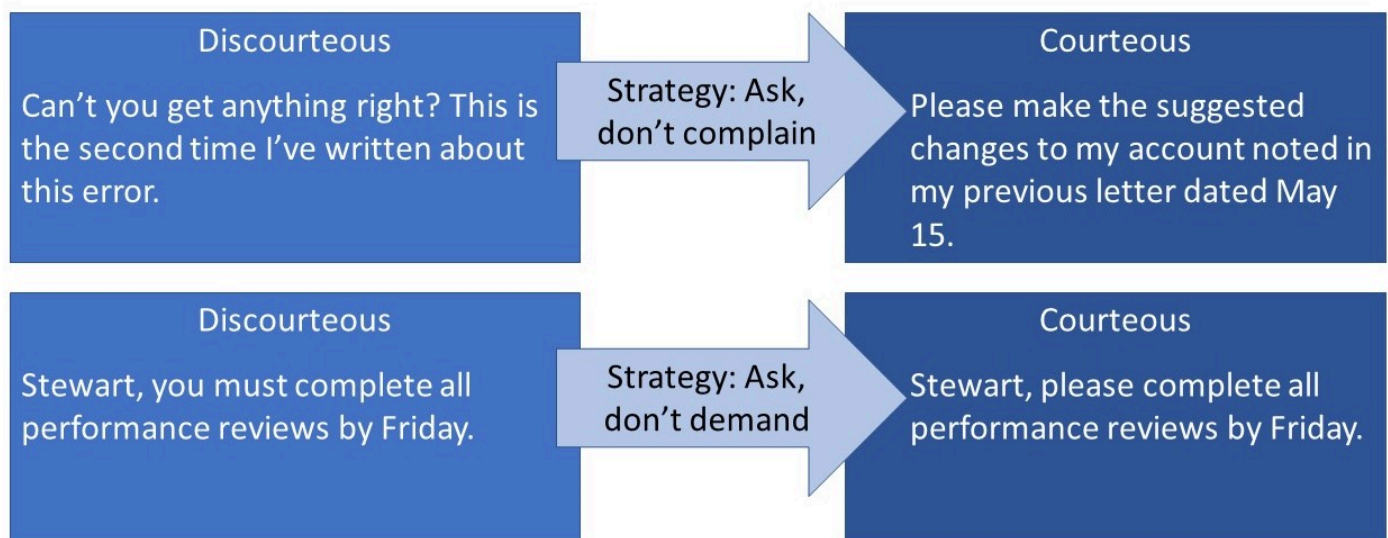 Discourteous
Can’t you get anything right? This is
the second time I’ve written about
this error.
Strategy: Ask,
don’t complain
Courteous
Please make the suggested
changes to my account noted in
my previous letter dated May
15.
Discourteous
Stewart, you must complete all
performance reviews by Friday.
Strategy: Ask,
don’t demand
Courteous
Stewart, please complete all
performance reviews by Friday.